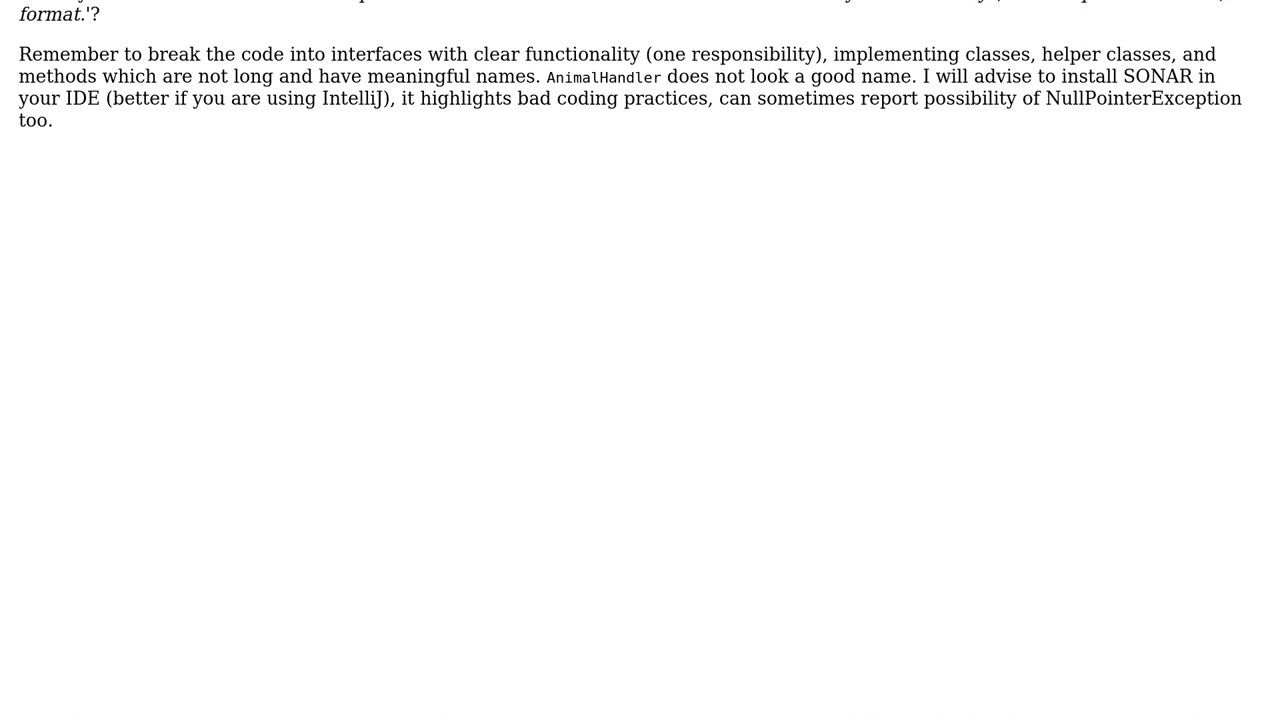 format.'?
Remember to break the code into interfaces with clear functionality (one responsibility), implementing classes, helper classes, and
methods which are not long and have meaningful names. AnimalHandler does not look a good name. I will advise to install SONAR in
your IDE (better if you are using IntelliJ), it highlights bad coding practices, can sometimes report possibility of NullPointerException
too.